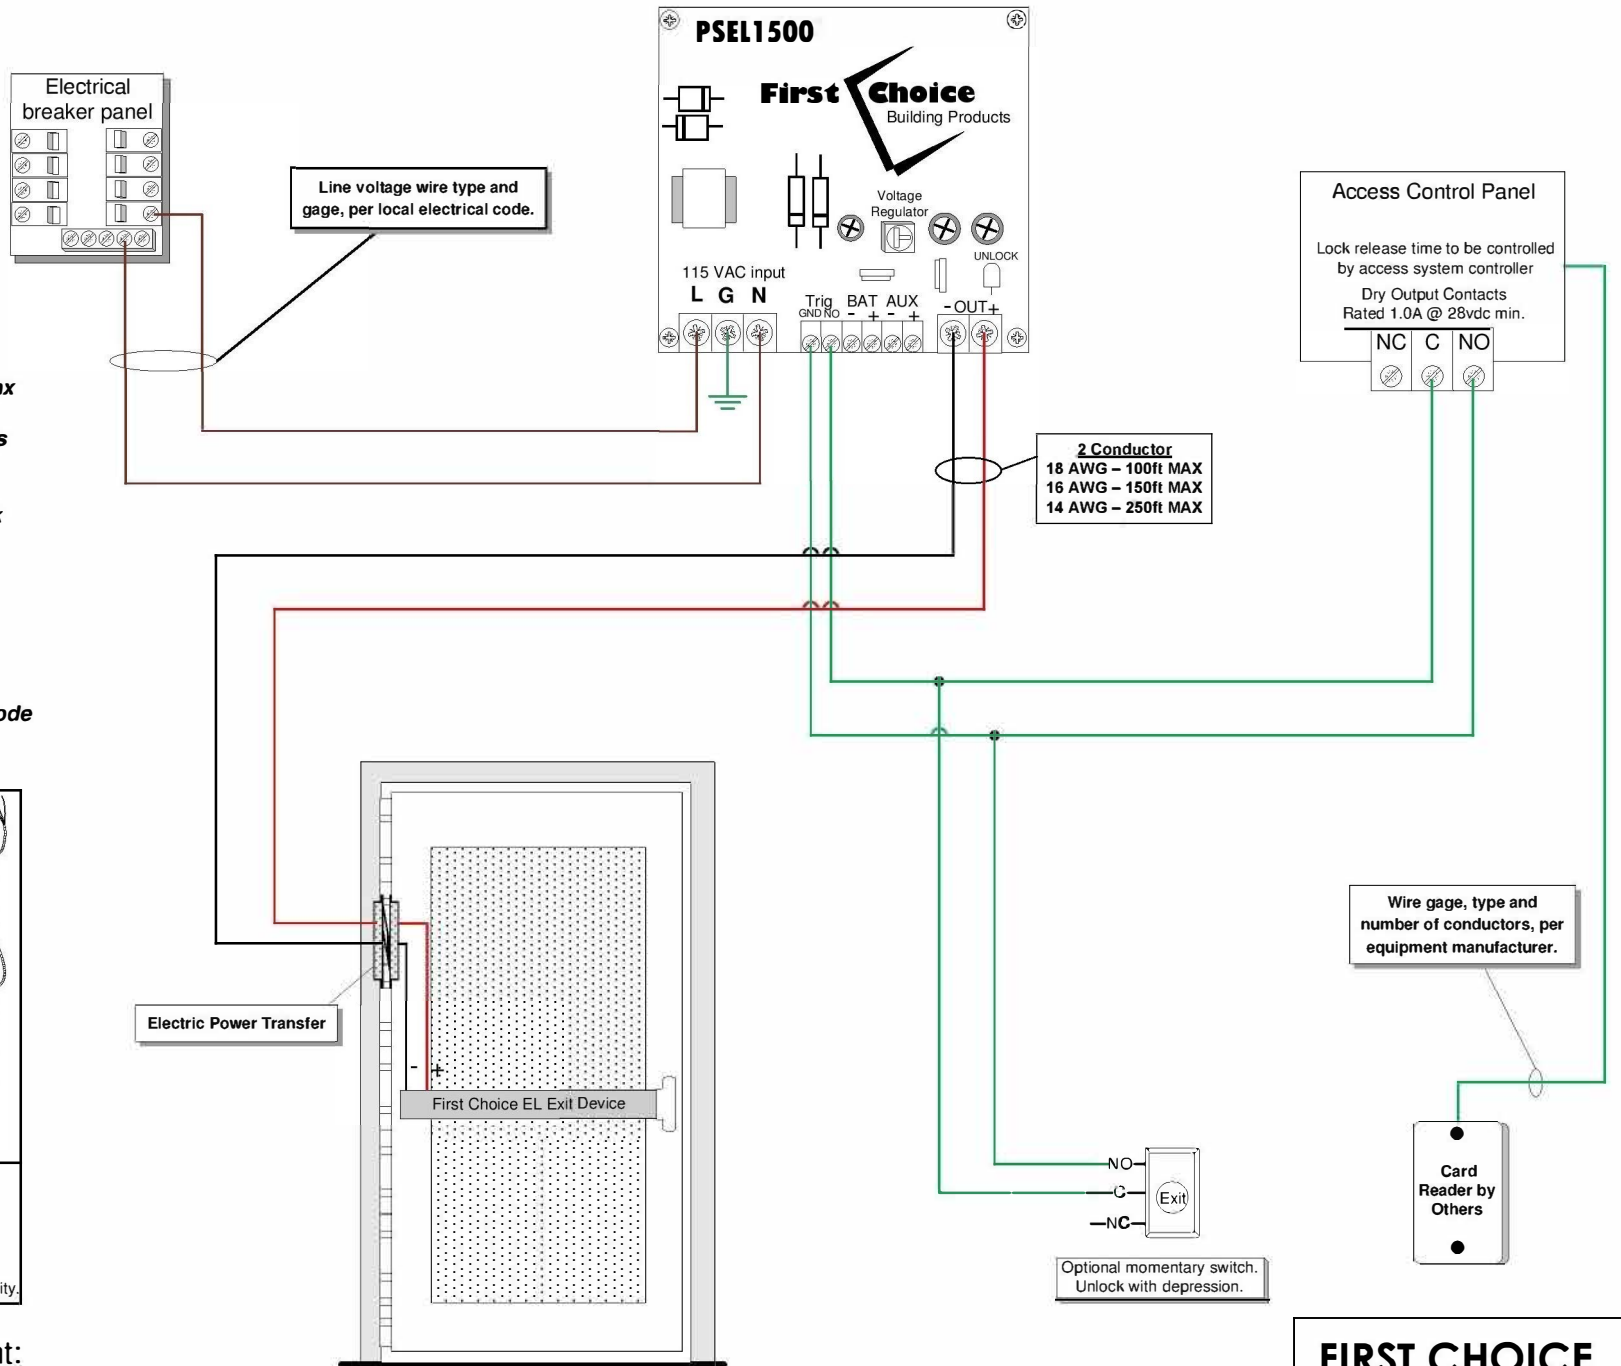 PSEL1500
First Choice
Building Products
Voltage
Regulator
UNLOCK
115 VAC input
L G N
Trig BAT AUX
GND NO - + - +
- OUT +
Electrical
breaker panel
Line voltage wire type and
gage, per local electrical code.
Access Control Panel
Lock release time to be controlled
by access system controller
Dry Output Contacts
Rated 1.0A @ 28vdc min.
NC C NO
2 Conductor
18 AWG – 100ft MAX
16 AWG – 150ft MAX
14 AWG – 250ft MAX
Electric Power Transfer
- +
First Choice EL Exit Device
Wire gage, type and
number of conductors, per
equipment manufacturer.
NO
C
NC
Exit
Optional momentary switch.
Unlock with depression.
Card
Reader by
Others
ity.
FIRST CHOICE